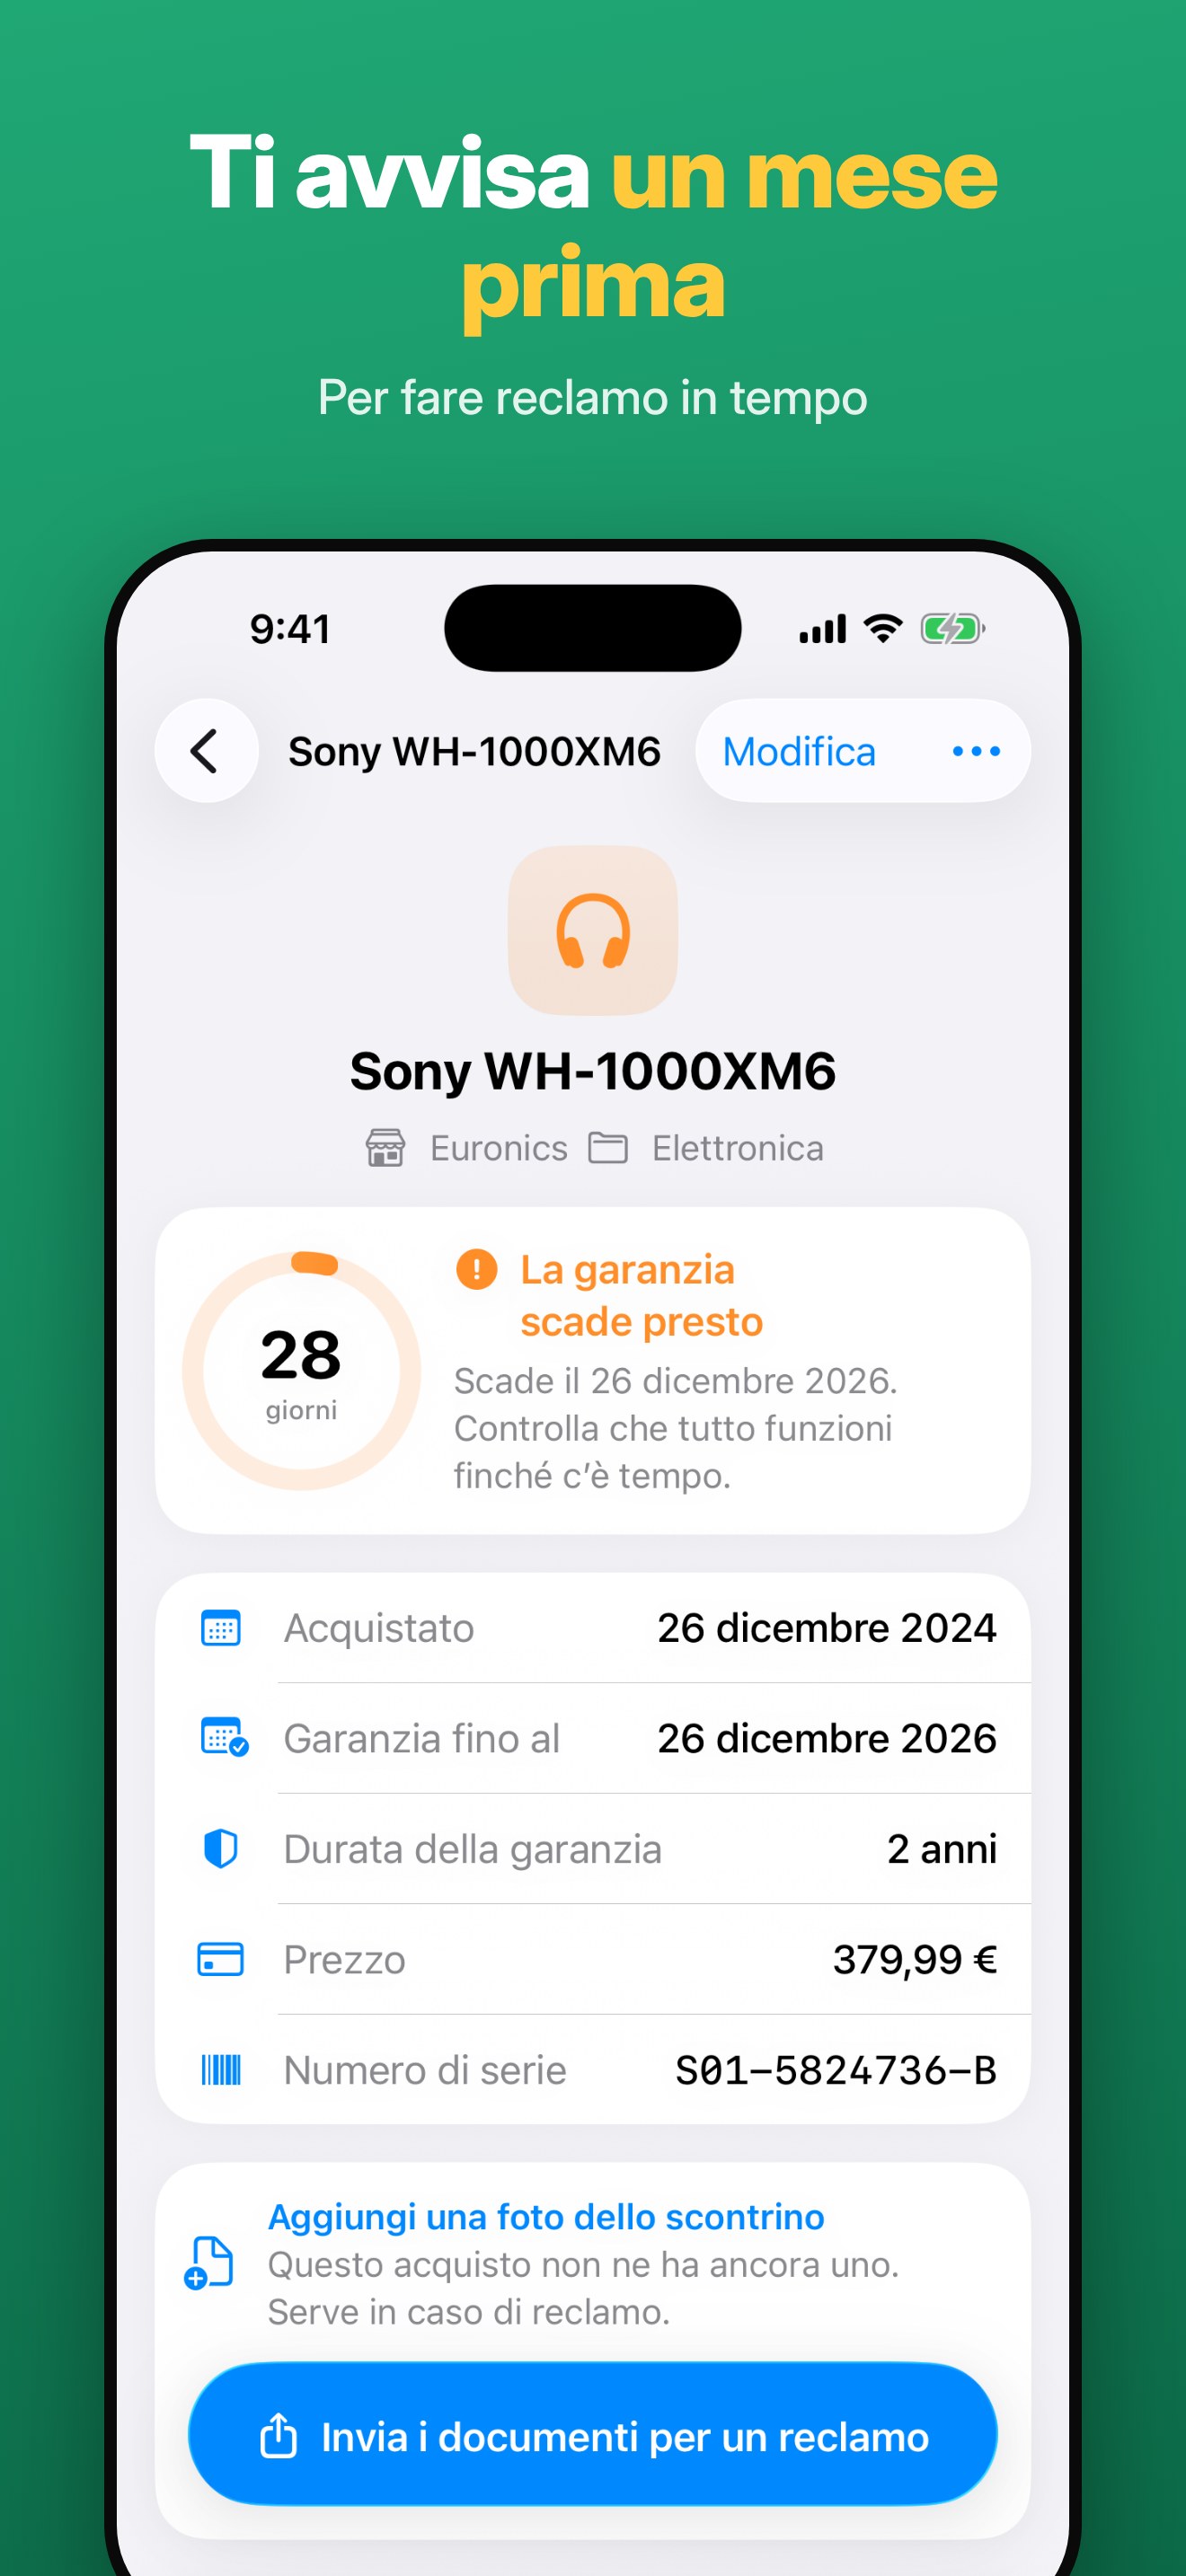 Ti avvisa un mese
prima
Per fare reclamo in tempo
9:41
Sony WH-1000XM6
Modifica
Sony WH-1000XM6
Euronics Elettronica
28
giorni
La garanzia
scade presto
Scade il 26 dicembre 2026.
Controlla che tutto funzioni
finché c’è tempo.
Acquistato 26 dicembre 2024
Garanzia fino al 26 dicembre 2026
Durata della garanzia 2 anni
Prezzo 379,99 €
Numero di serie S01–5824736–B
Aggiungi una foto dello scontrino
Questo acquisto non ne ha ancora uno.
Serve in caso di reclamo.
Invia i documenti per un reclamo